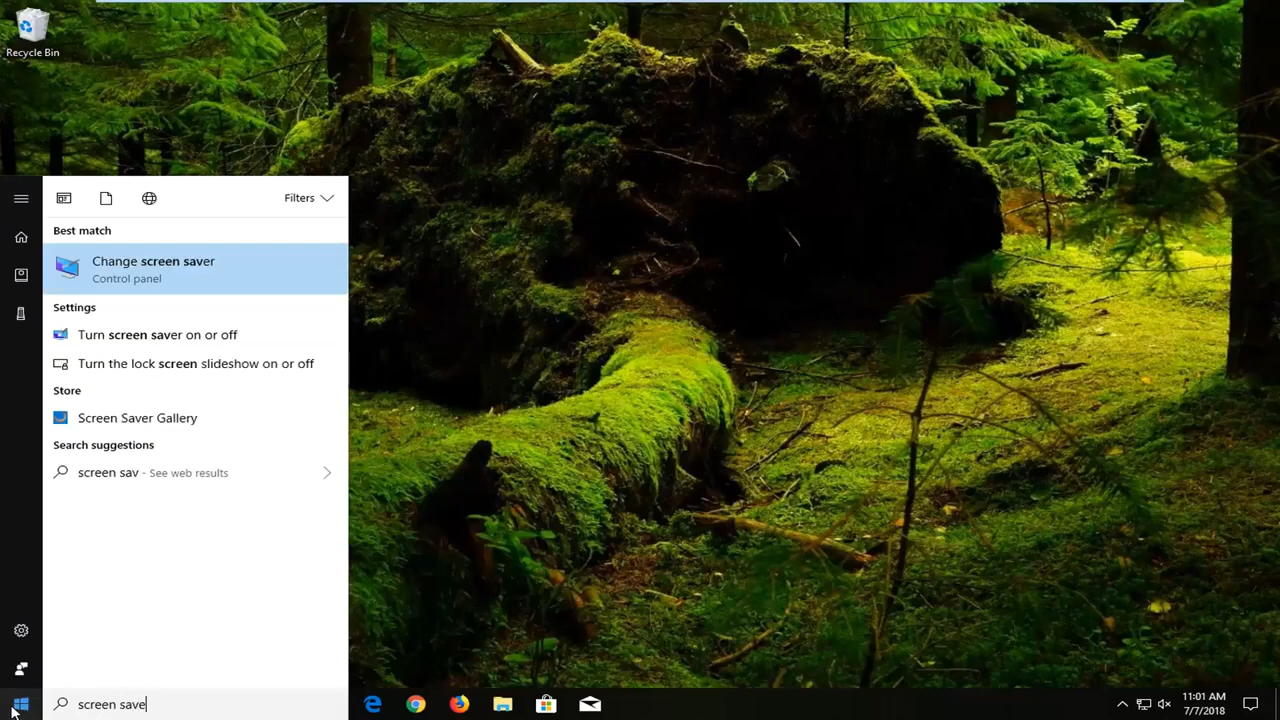 Recycle Bin
Filters
Best match
Change screen saver
Control panel
Settings
Turn screen saver on or off
Turn the lock screen slideshow on or off
Store
Screen Saver Gallery
Search suggestions
screen sav - See web results
screen save
11:01 AM
7/7/2018